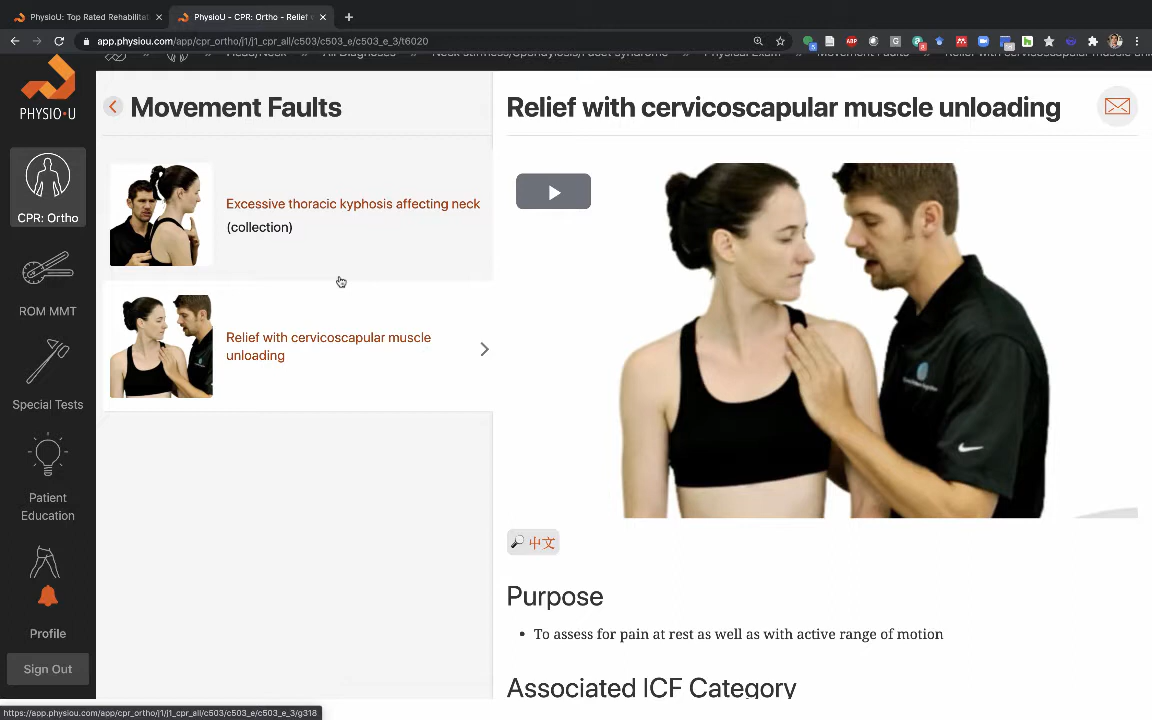 PhysioU: Top Rated Rehabilita
PhysioU - CPR: Ortho - Relief
app.physiou.com/app/cpr_ortho/j1/j1_cpr_all/c503/c503_e/c503_e_3/t6020
PHYSIO•U
CPR: Ortho
ROM MMT
Special Tests
Patient
Education
Profile
Sign Out
Movement Faults
Excessive thoracic kyphosis affecting neck
(collection)
Relief with cervicoscapular muscle
unloading
Relief with cervicoscapular muscle unloading
中文
Purpose
• To assess for pain at rest as well as with active range of motion
Associated ICF Category
https://app.physiou.com/app/cpr_ortho/j1/j1_cpr_all/c503/c503_e/c503_e_3/g318